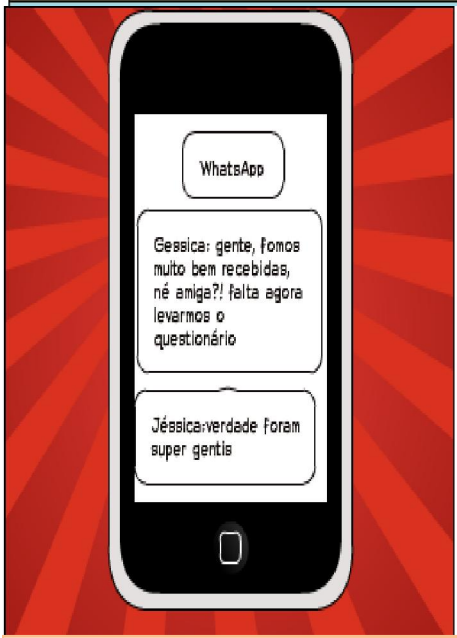 WhatsApp
Gessica: gente, fomos
muito bem recebidas,
né amiga?! falta agora
levarmos o
questionário
Jéssica:verdade foram
super gentis